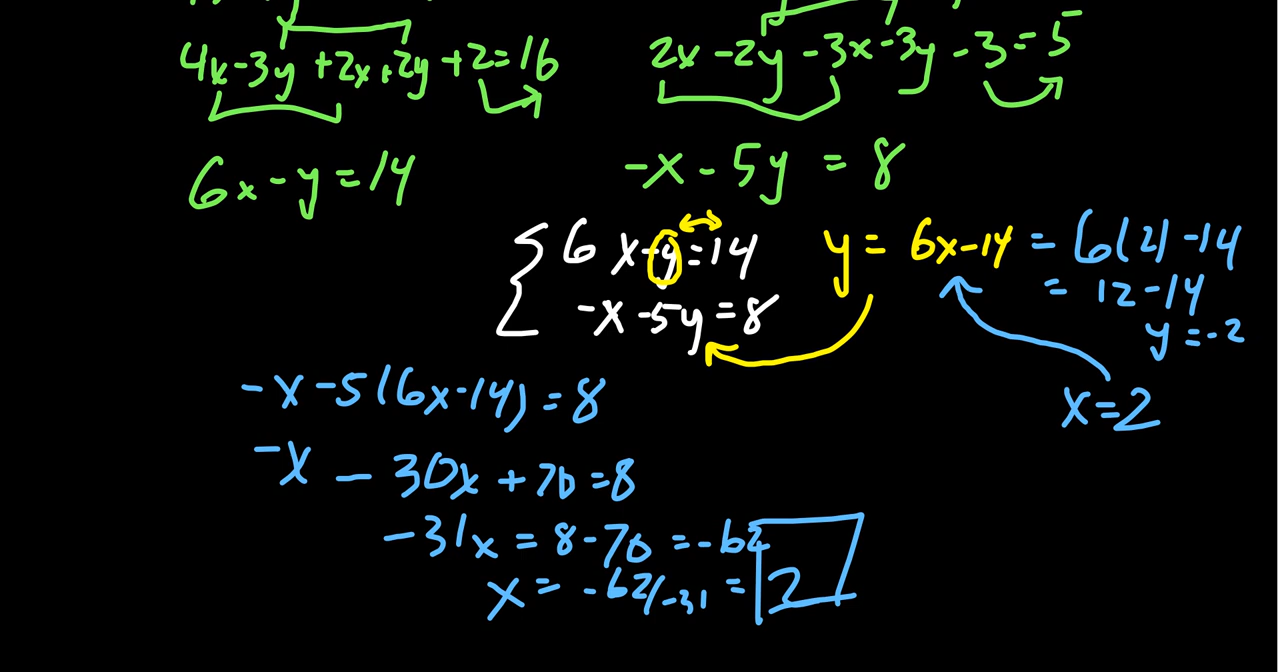 4x-3y+2x+2y+2=16
2x-2y-3x-3y-3=5
6x-y=14
-x-5y=8
6x-y=14
y=6x-14=6(2)-14
=12-14
-x-5y=8
y=-2
-x-5(6x-14)=8
x=2
-x-30x+70=8
-31x=8-70=-62
x=-62/-31=2